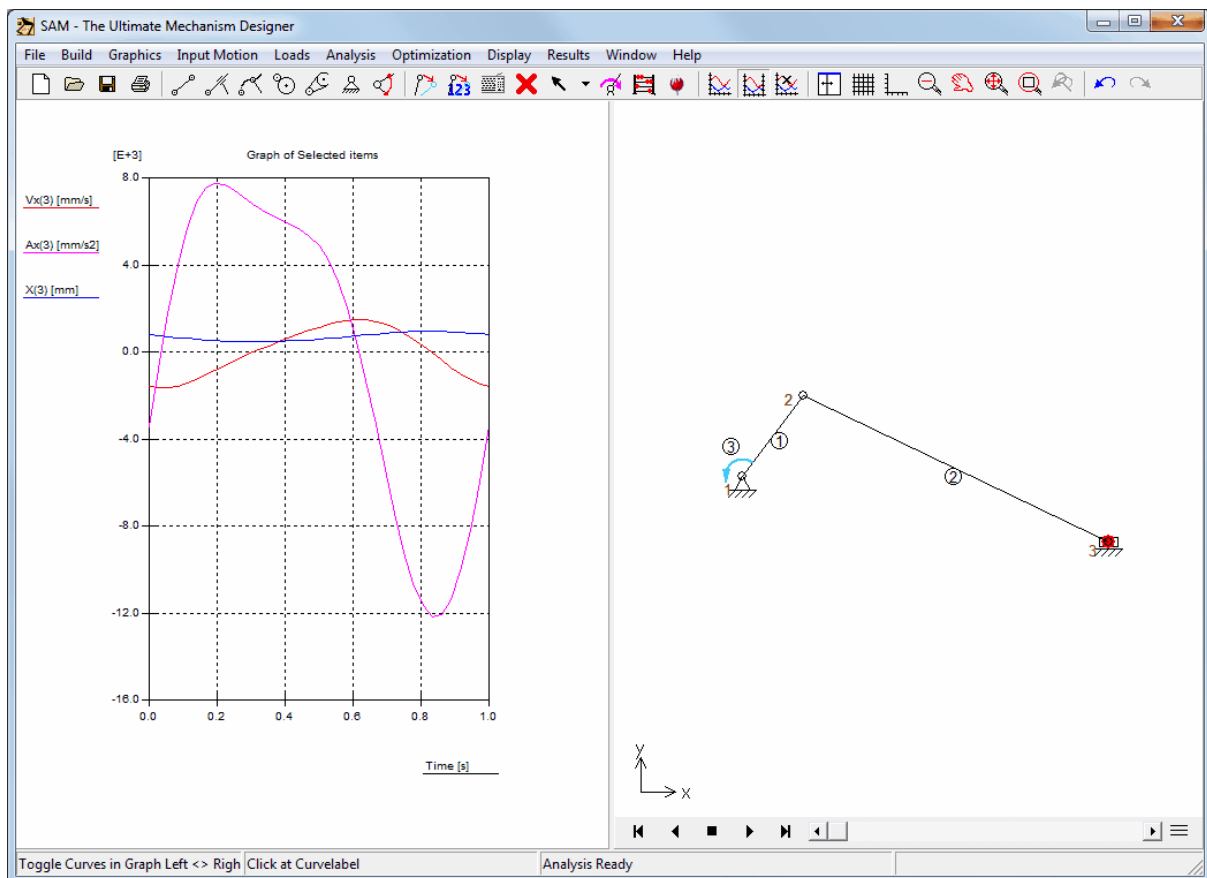 SAM - The Ultimate Mechanism Designer
File Build Graphics Input Motion Loads Analysis Optimization Display Results Window Help
123
[E+3] Graph of Selected items
8.0
Vx(3) [mm/s]
Ax(3) [mm/s2]
4.0
X(3) [mm]
0.0
-4.0
-8.0
-12.0
-16.0
0.0 0.2 0.4 0.6 0.8 1.0
Time [s]
2
1
3
2
1
3
y
x
Toggle Curves in Graph Left <> Righ Click at Curvelabel Analysis Ready